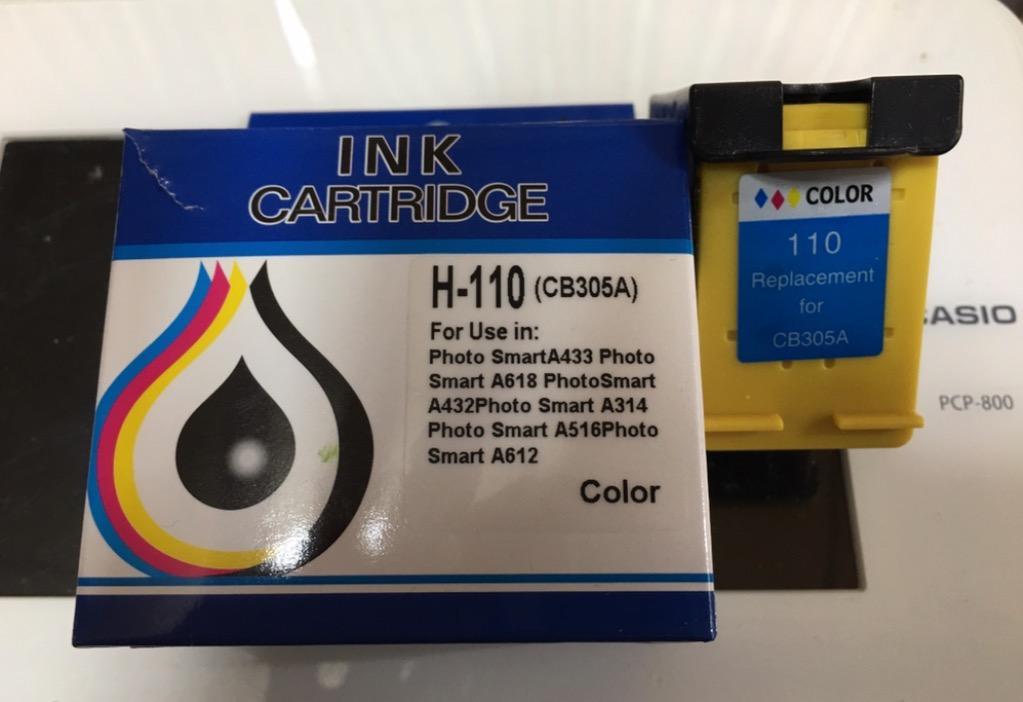 INK
CARTRIDGE
H-110 (CB305A)
For Use in:
Photo SmartA433 Photo
Smart A618 PhotoSmart
A432Photo Smart A314
Photo Smart A516Photo
Smart A612
Color
COLOR
110
Replacement
for
CB305A
CASIO
PCP-800